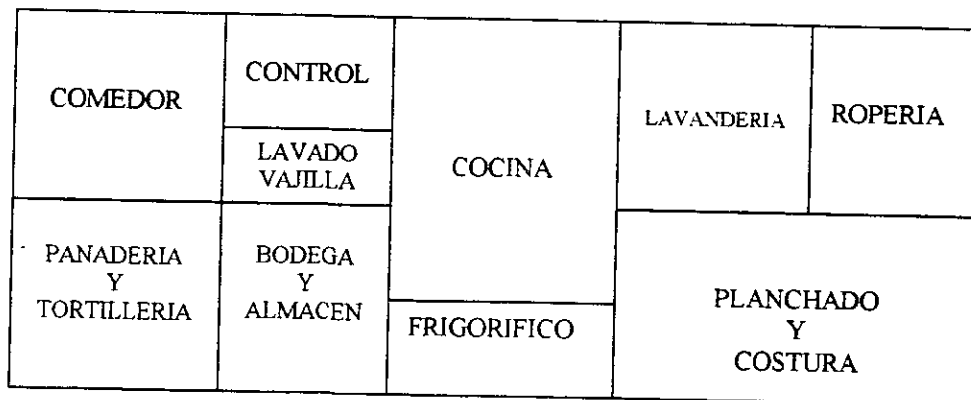 COMEDOR
CONTROL
LAVADO
VAJILLA
COCINA
LAVANDERIA
ROPERIA
PANADERIA
Y
TORTILLERIA
BODEGA
Y
ALMACEN
FRIGORIFICO
PLANCHADO
Y
COSTURA